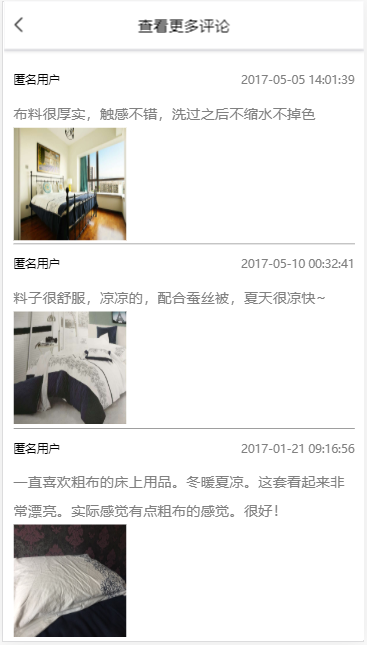 查看更多评论
匿名用户 2017-05-05 14:01:39
布料很厚实，触感不错，洗过之后不缩水不掉色
匿名用户 2017-05-10 00:32:41
料子很舒服，凉凉的，配合蚕丝被，夏天很凉快~
匿名用户 2017-01-21 09:16:56
一直喜欢粗布的床上用品。冬暖夏凉。这套看起来非
常漂亮。实际感觉有点粗布的感觉。很好！